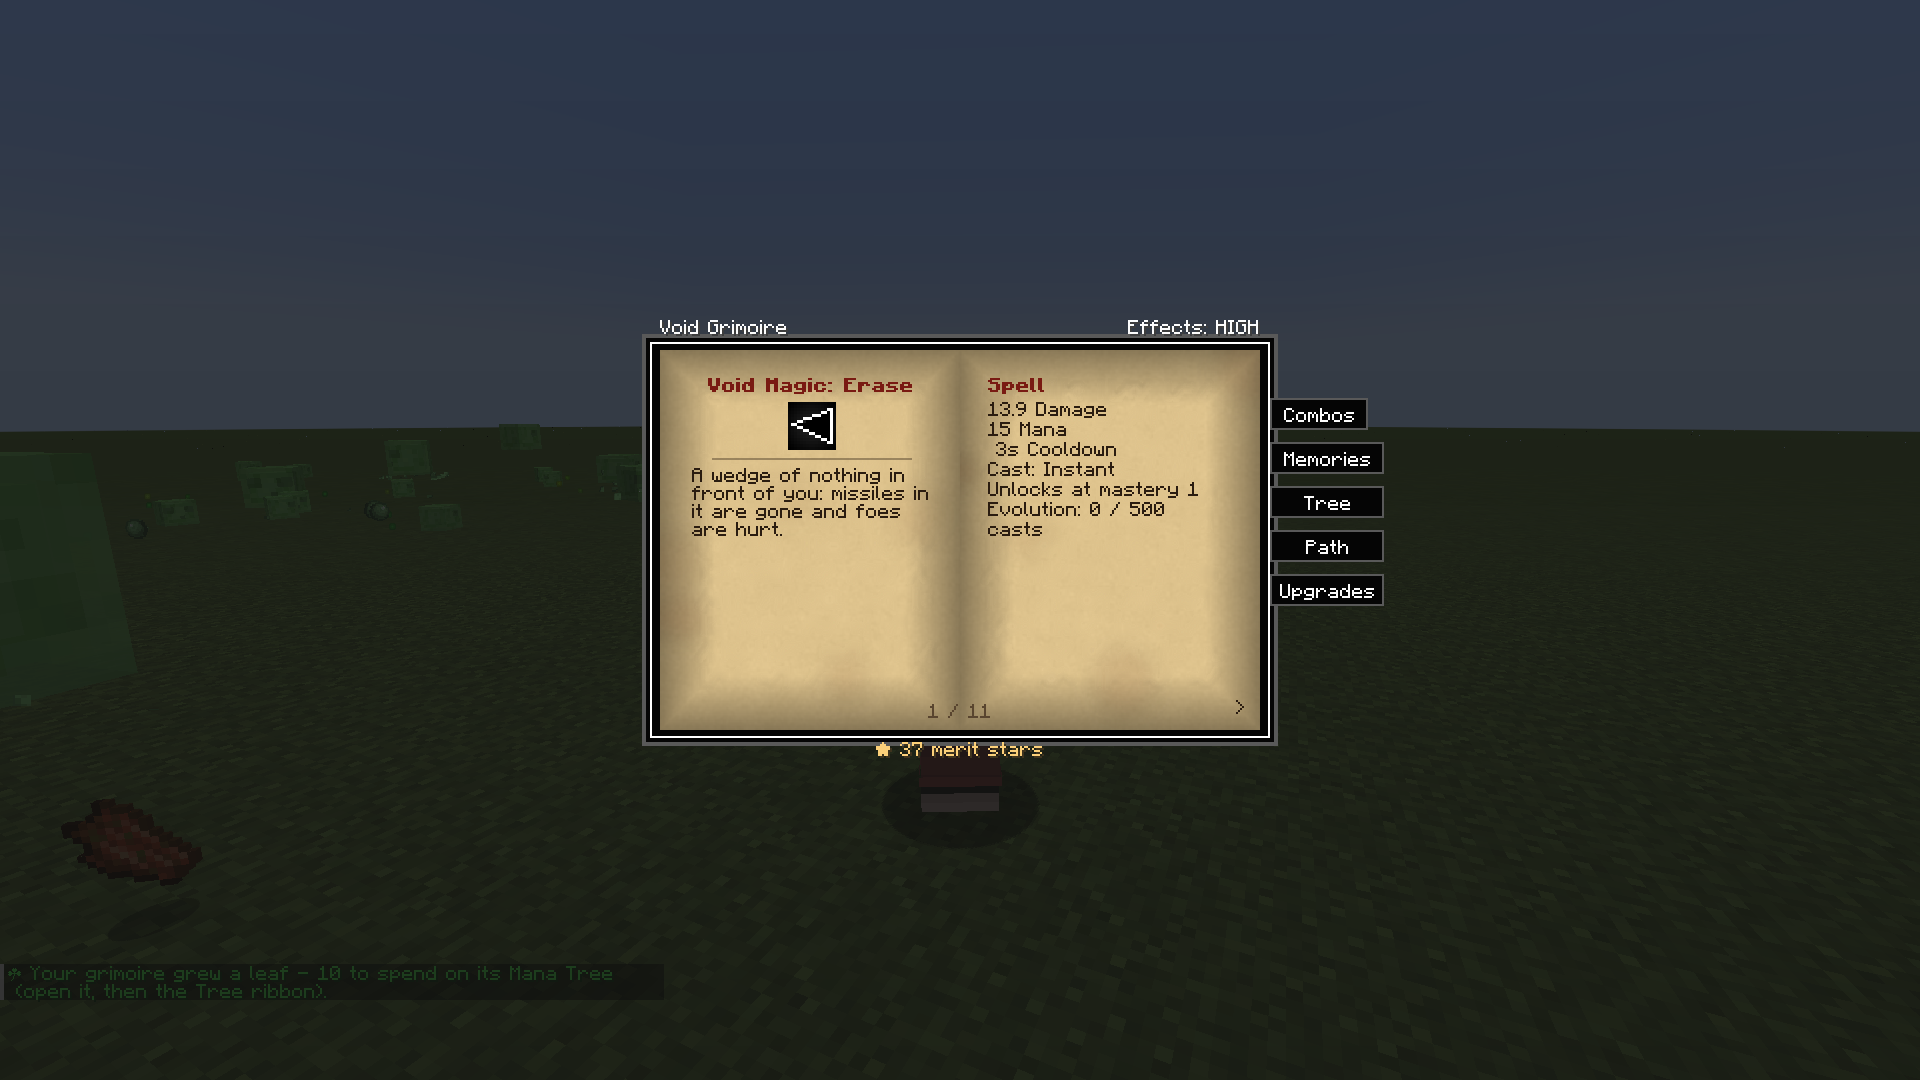 Void Grimoire
Effects: HIGH
Void Magic: Erase
A wedge of nothing in
front of you: missiles in
it are gone and foes
are hurt.
Spell
13.9 Damage
15 Mana
3s Cooldown
Cast: Instant
Unlocks at mastery 1
Evolution: 0 / 500
casts
1 / 11
>
Combos
Memories
Tree
Path
Upgrades
★ 37 merit stars
☘ Your grimoire grew a leaf - 10 to spend on its Mana Tree
(open it, then the Tree ribbon).